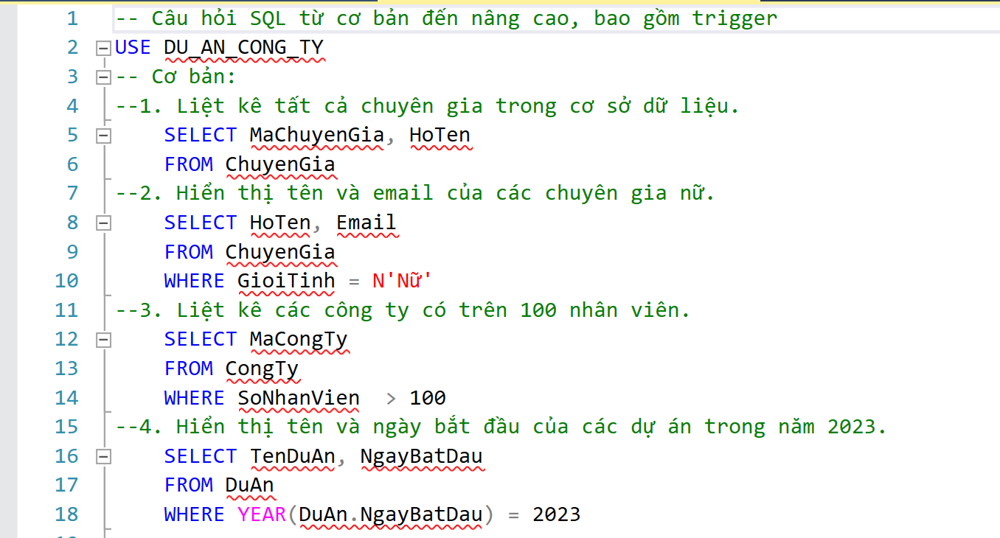 1 -- Câu hỏi SQL từ cơ bản đến nâng cao, bao gồm trigger
2 USE DU_AN_CONG_TY
3 -- Cơ bản:
4 --1. Liệt kê tất cả chuyên gia trong cơ sở dữ liệu.
5 SELECT MaChuyenGia, HoTen
6 FROM ChuyenGia
7 --2. Hiển thị tên và email của các chuyên gia nữ.
8 SELECT HoTen, Email
9 FROM ChuyenGia
10 WHERE GioiTinh = N'Nữ'
11 --3. Liệt kê các công ty có trên 100 nhân viên.
12 SELECT MaCongTy
13 FROM CongTy
14 WHERE SoNhanVien  > 100
15 --4. Hiển thị tên và ngày bắt đầu của các dự án trong năm 2023.
16 SELECT TenDuAn, NgayBatDau
17 FROM DuAn
18 WHERE YEAR(DuAn.NgayBatDau) = 2023